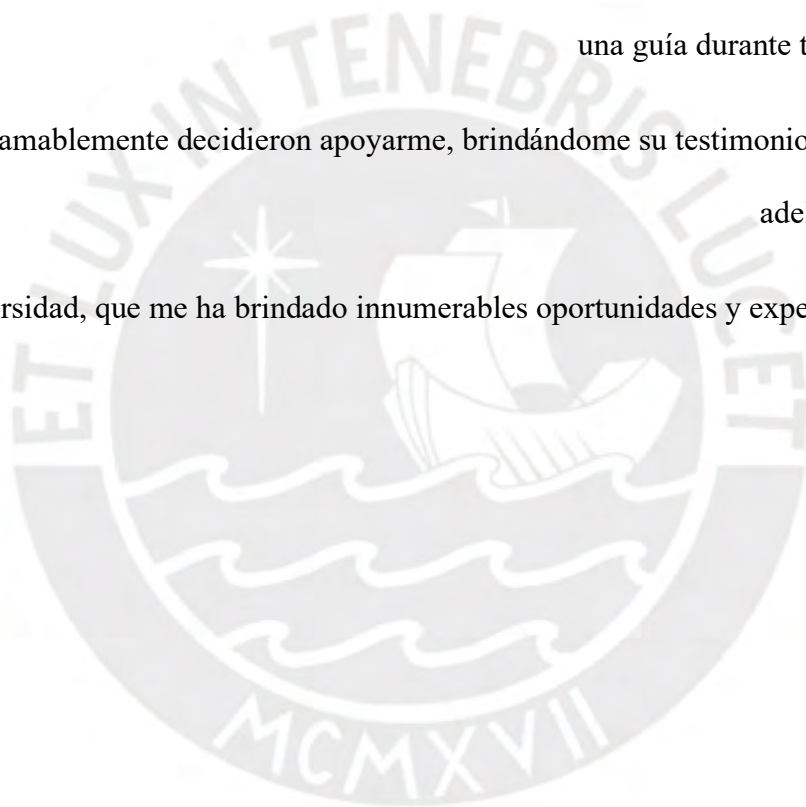 una guía durante t
amablemente decidieron apoyarme, brindándome su testimonio
adel
rsidad, que me ha brindado innumerables oportunidades y expe
ET LUX IN TENEBRIS LUCET
MCMXVII